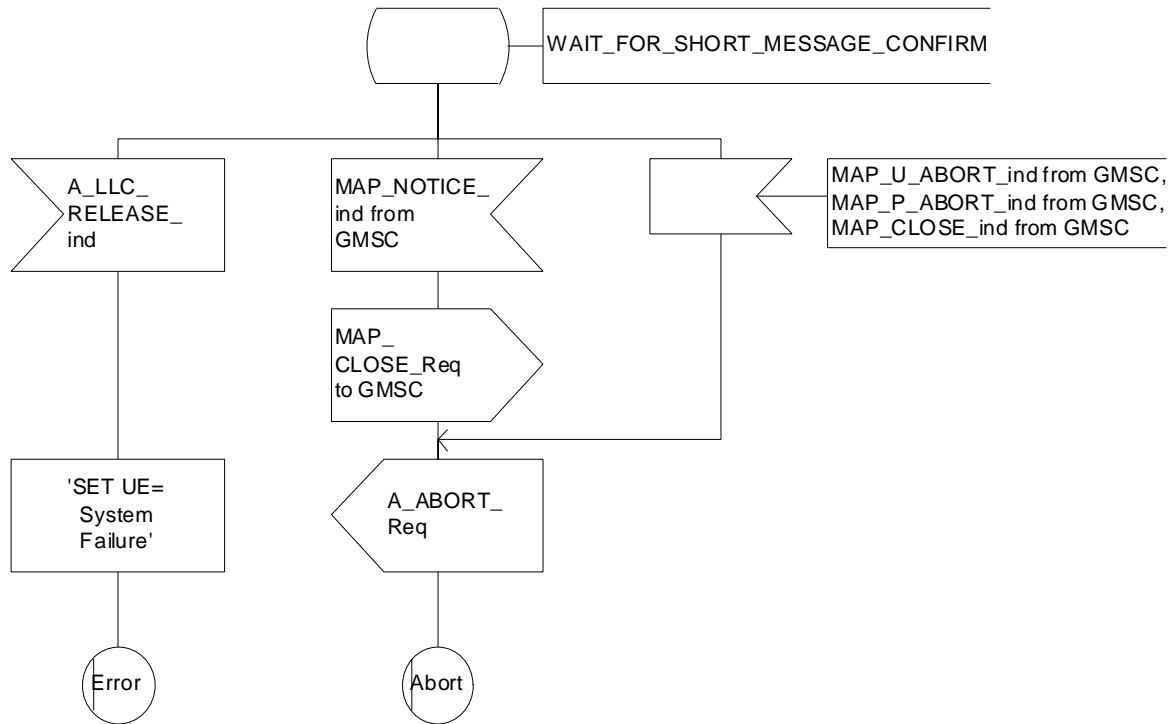 WAIT_FOR_SHORT_MESSAGE_CONFIRM
A_LLC_
RELEASE_
ind
MAP_NOTICE_
ind from
GMSC
MAP_U_ABORT_ind from GMSC,
MAP_P_ABORT_ind from GMSC,
MAP_CLOSE_ind from GMSC
MAP_
CLOSE_Req
to GMSC
'SET UE=
System
Failure'
A_ABORT_
Req
Error
Abort